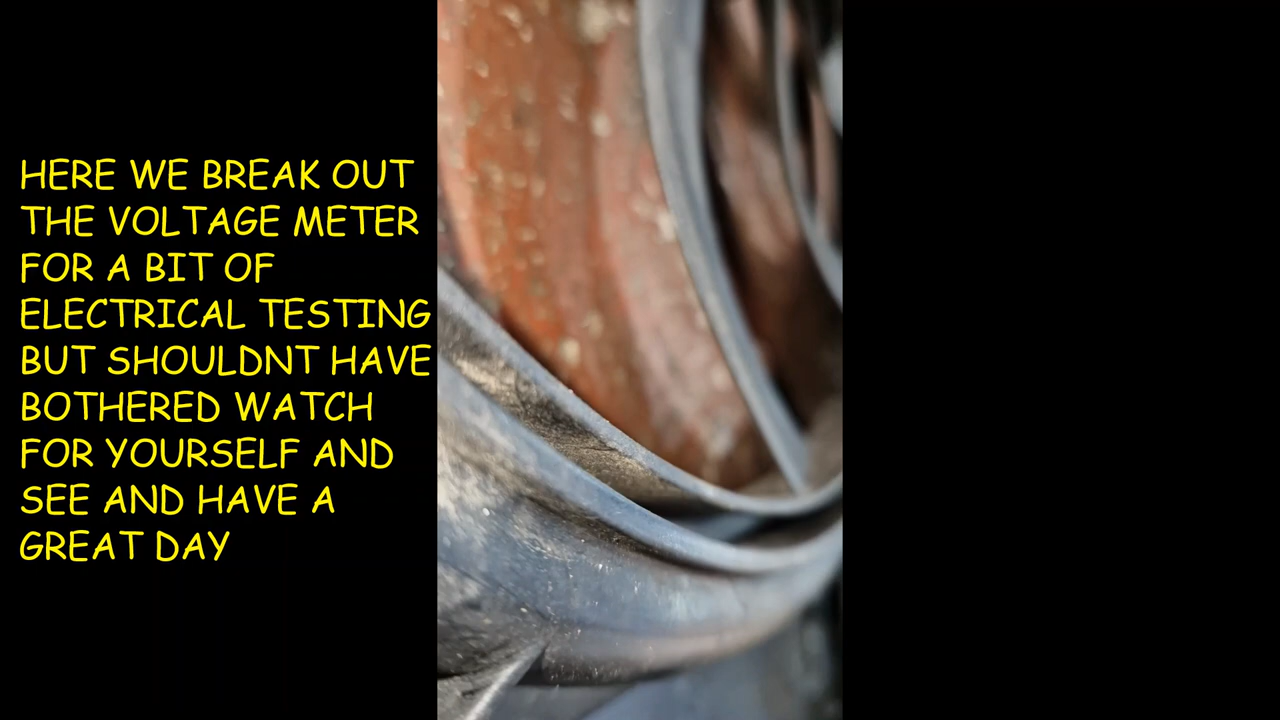 HERE WE BREAK OUT
THE VOLTAGE METER
FOR A BIT OF
ELECTRICAL TESTING
BUT SHOULDNT HAVE
BOTHERED WATCH
FOR YOURSELF AND
SEE AND HAVE A
GREAT DAY